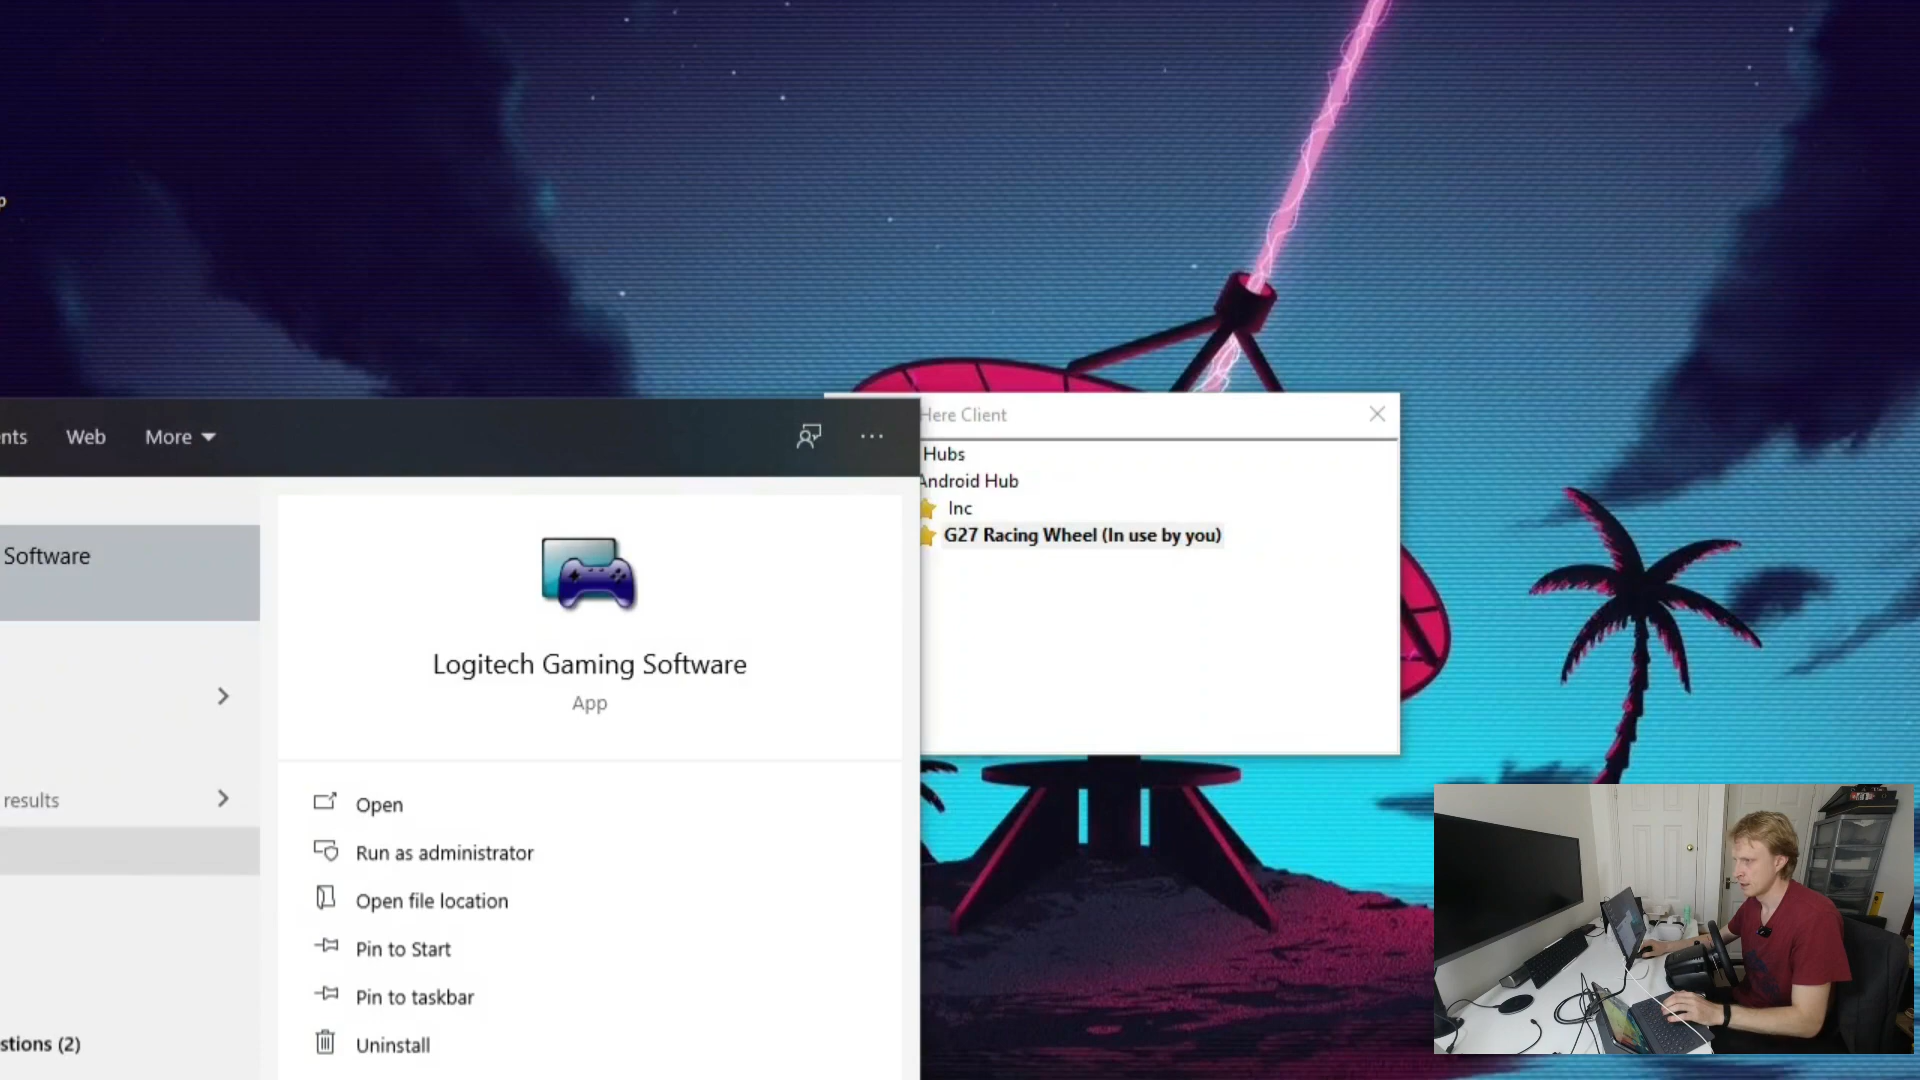 p
nts Web More
Here Client
Hubs
Android Hub
Inc
G27 Racing Wheel (In use by you)
Software
Logitech Gaming Software
App
results
Open
Run as administrator
Open file location
Pin to Start
Pin to taskbar
Uninstall
stions (2)